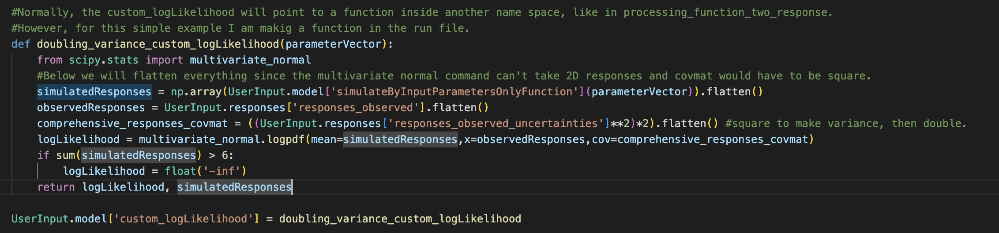 #Normally, the custom_logLikelihood will point to a function inside another name space, like in processing_function_two_response.
#However, for this simple example I am makig a function in the run file.
def doubling_variance_custom_logLikelihood(parameterVector):
    from scipy.stats import multivariate_normal
    #Below we will flatten everything since the multivariate normal command can't take 2D responses and covmat would have to be square.
    simulatedResponses = np.array(UserInput.model['simulateByInputParametersOnlyFunction'](parameterVector)).flatten()
    observedResponses = UserInput.responses['responses_observed'].flatten()
    comprehensive_responses_covmat = ((UserInput.responses['responses_observed_uncertainties']**2)*2).flatten() #square to make variance, then double.
    logLikelihood = multivariate_normal.logpdf(mean=simulatedResponses,x=observedResponses,cov=comprehensive_responses_covmat)
    if sum(simulatedResponses) > 6:
        logLikelihood = float('-inf')
    return logLikelihood, simulatedResponses
UserInput.model['custom_logLikelihood'] = doubling_variance_custom_logLikelihood